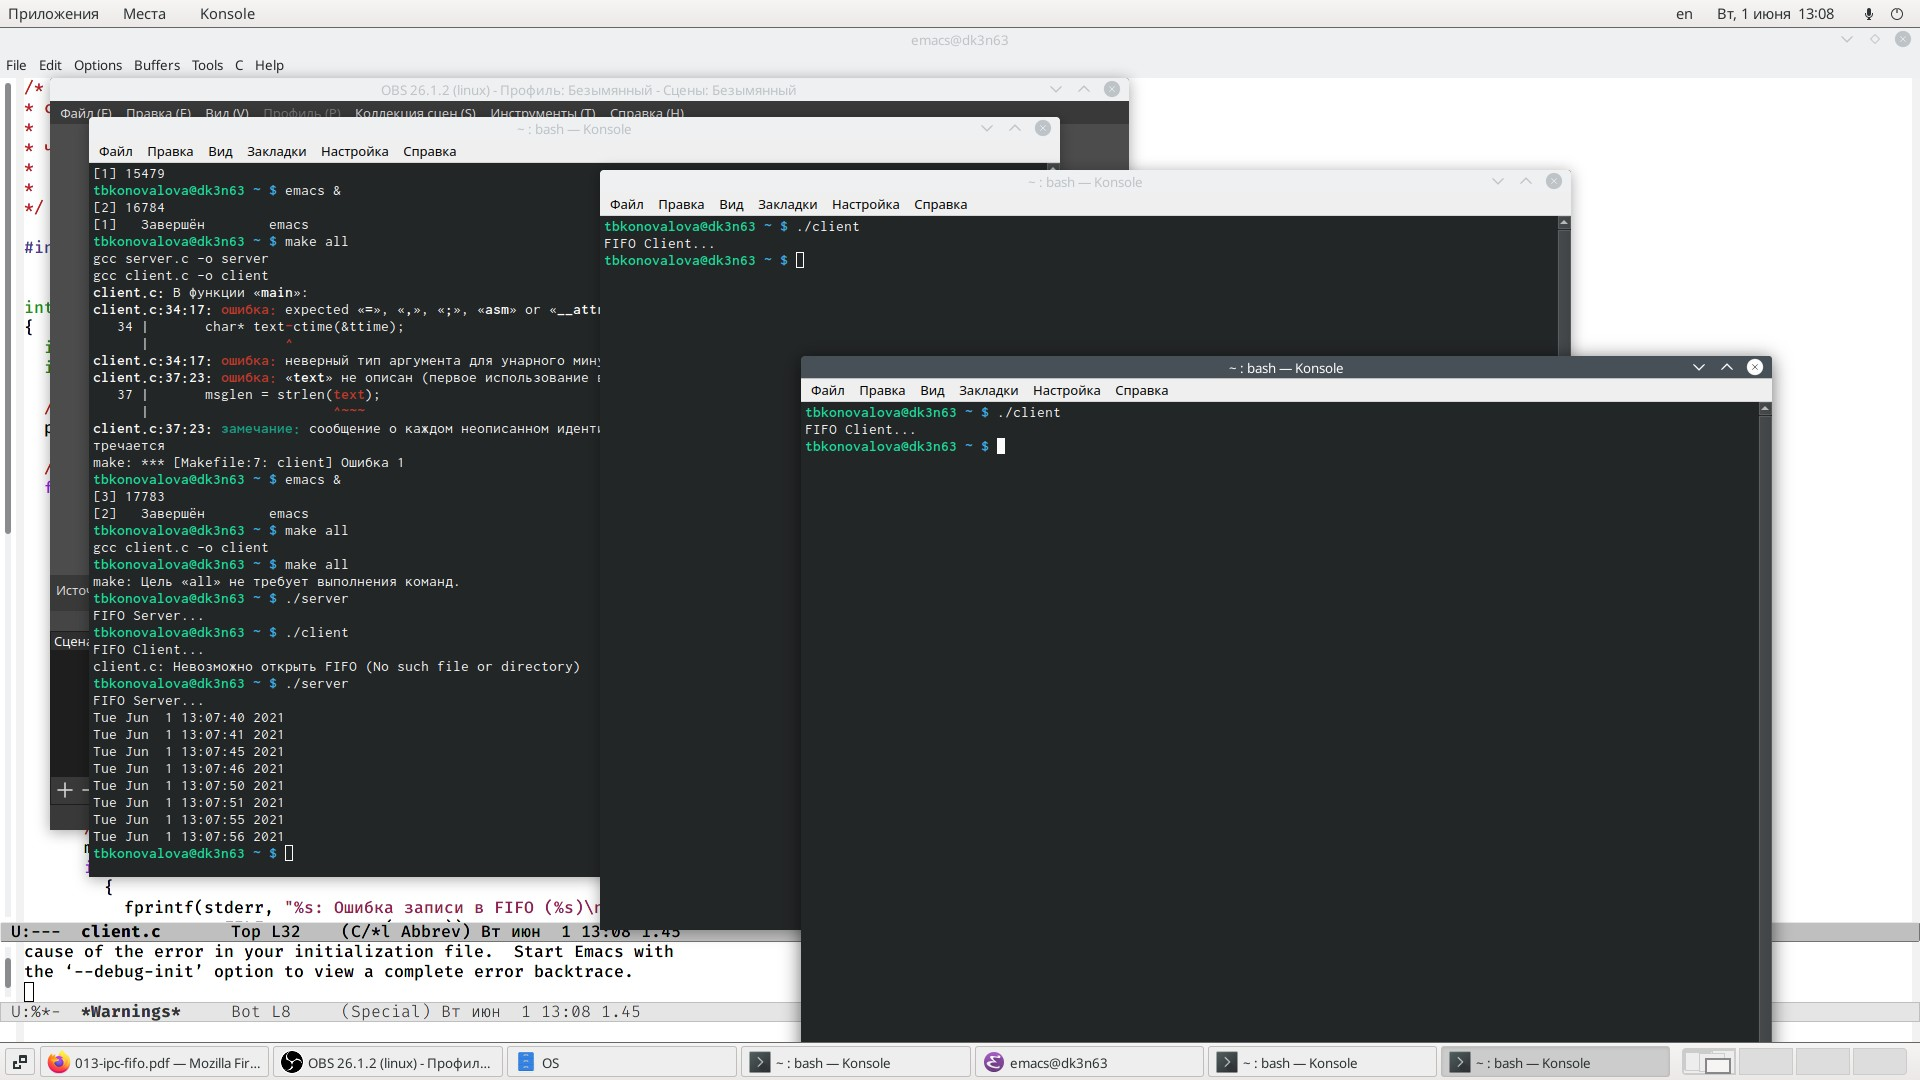 Приложения Места Konsole en Вт, 1 июня 13:08
emacs@dk3n63
File Edit Options Buffers Tools C Help
/*
*
*
*
*
*
*/
#in
int
{
OBS 26.1.2 (linux) - Профиль: Безымянный - Сцены: Безымянный
Файл (F) Правка (E) Вид (V) Профиль (P) Коллекция сцен (S) Инструменты (T) Справка (H)
Сцена
~ : bash — Konsole
Файл Правка Вид Закладки Настройка Справка
[1] 15479
tbkonovalova@dk3n63 ~ $ emacs &
[2] 16784
[1]   Завершён        emacs
tbkonovalova@dk3n63 ~ $ make all
gcc server.c -o server
gcc client.c -o client
client.c: В функции «main»:
client.c:34:17: ошибка: expected «=», «,», «;», «asm» or «__attr
34 |       char* text-ctime(&ttime);
|                 ^
client.c:34:17: ошибка: неверный тип аргумента для унарного мину
client.c:37:23: ошибка: «text» не описан (первое использование в
37 |       msglen = strlen(text);
|                       ^~~~
client.c:37:23: замечание: сообщение о каждом неописанном иденти
тречается
make: *** [Makefile:7: client] Ошибка 1
tbkonovalova@dk3n63 ~ $ emacs &
[3] 17783
[2]   Завершён        emacs
tbkonovalova@dk3n63 ~ $ make all
gcc client.c -o client
tbkonovalova@dk3n63 ~ $ make all
make: Цель «all» не требует выполнения команд.
tbkonovalova@dk3n63 ~ $ ./server
FIFO Server...
tbkonovalova@dk3n63 ~ $ ./client
FIFO Client...
client.c: Невозможно открыть FIFO (No such file or directory)
tbkonovalova@dk3n63 ~ $ ./server
FIFO Server...
Tue Jun  1 13:07:40 2021
Tue Jun  1 13:07:41 2021
Tue Jun  1 13:07:45 2021
Tue Jun  1 13:07:46 2021
Tue Jun  1 13:07:50 2021
Tue Jun  1 13:07:51 2021
Tue Jun  1 13:07:55 2021
Tue Jun  1 13:07:56 2021
tbkonovalova@dk3n63 ~ $
~ : bash — Konsole
Файл Правка Вид Закладки Настройка Справка
tbkonovalova@dk3n63 ~ $ ./client
FIFO Client...
tbkonovalova@dk3n63 ~ $
~ : bash — Konsole
Файл Правка Вид Закладки Настройка Справка
tbkonovalova@dk3n63 ~ $ ./client
FIFO Client...
tbkonovalova@dk3n63 ~ $
{
fprintf(stderr, "%s: Ошибка записи в FIFO (%s)\n
U:--- client.c Top L32 (C/*l Abbrev) Вт июн 1 13:08 1.45
cause of the error in your initialization file.  Start Emacs with
the ‘--debug-init’ option to view a complete error backtrace.
U:%*- *Warnings* Bot L8 (Special) Вт июн 1 13:08 1.45
013-ipc-fifo.pdf — Mozilla Fir... OBS 26.1.2 (linux) - Профил... OS ~ : bash — Konsole emacs@dk3n63 ~ : bash — Konsole ~ : bash — Konsole